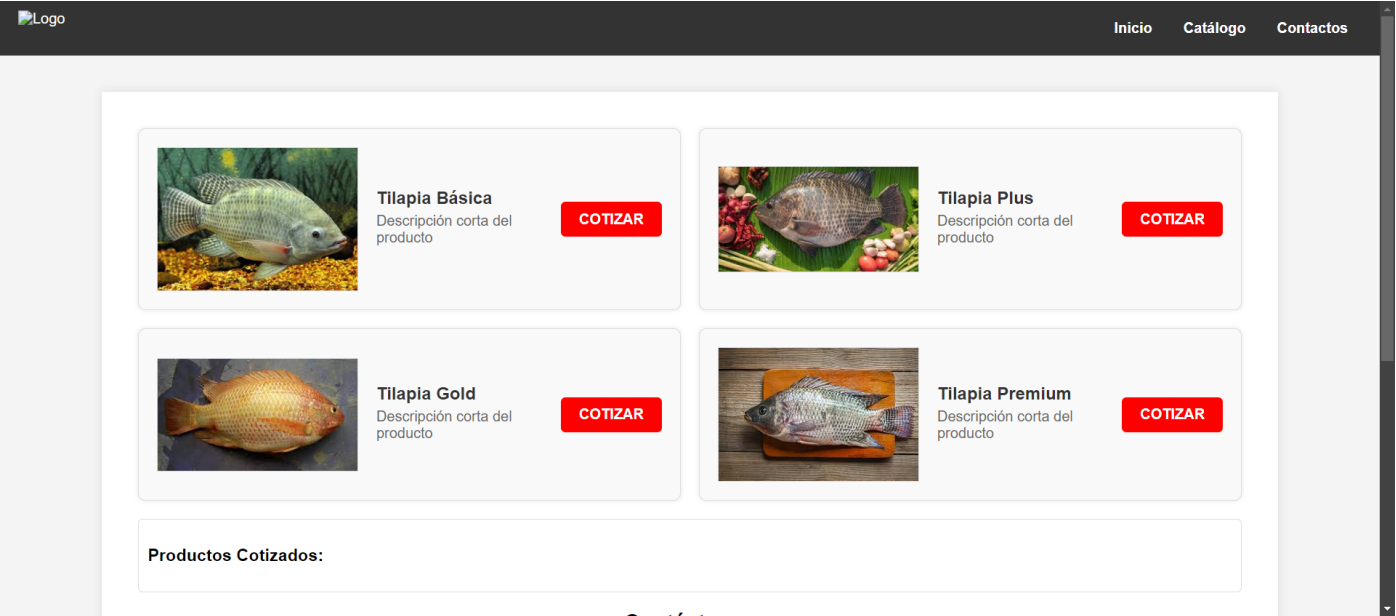 Logo
Inicio Catálogo Contactos
Tilapia Básica
Descripción corta del
producto
COTIZAR
Tilapia Plus
Descripción corta del
producto
COTIZAR
Tilapia Gold
Descripción corta del
producto
COTIZAR
Tilapia Premium
Descripción corta del
producto
COTIZAR
Productos Cotizados: